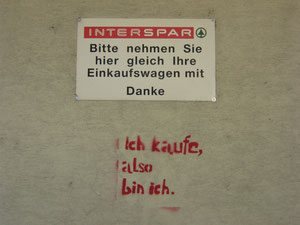 INTERSPAR
Bitte nehmen Sie
hier gleich Ihre
Einkaufswagen mit
Danke
Ich kaufe,
also
bin ich.